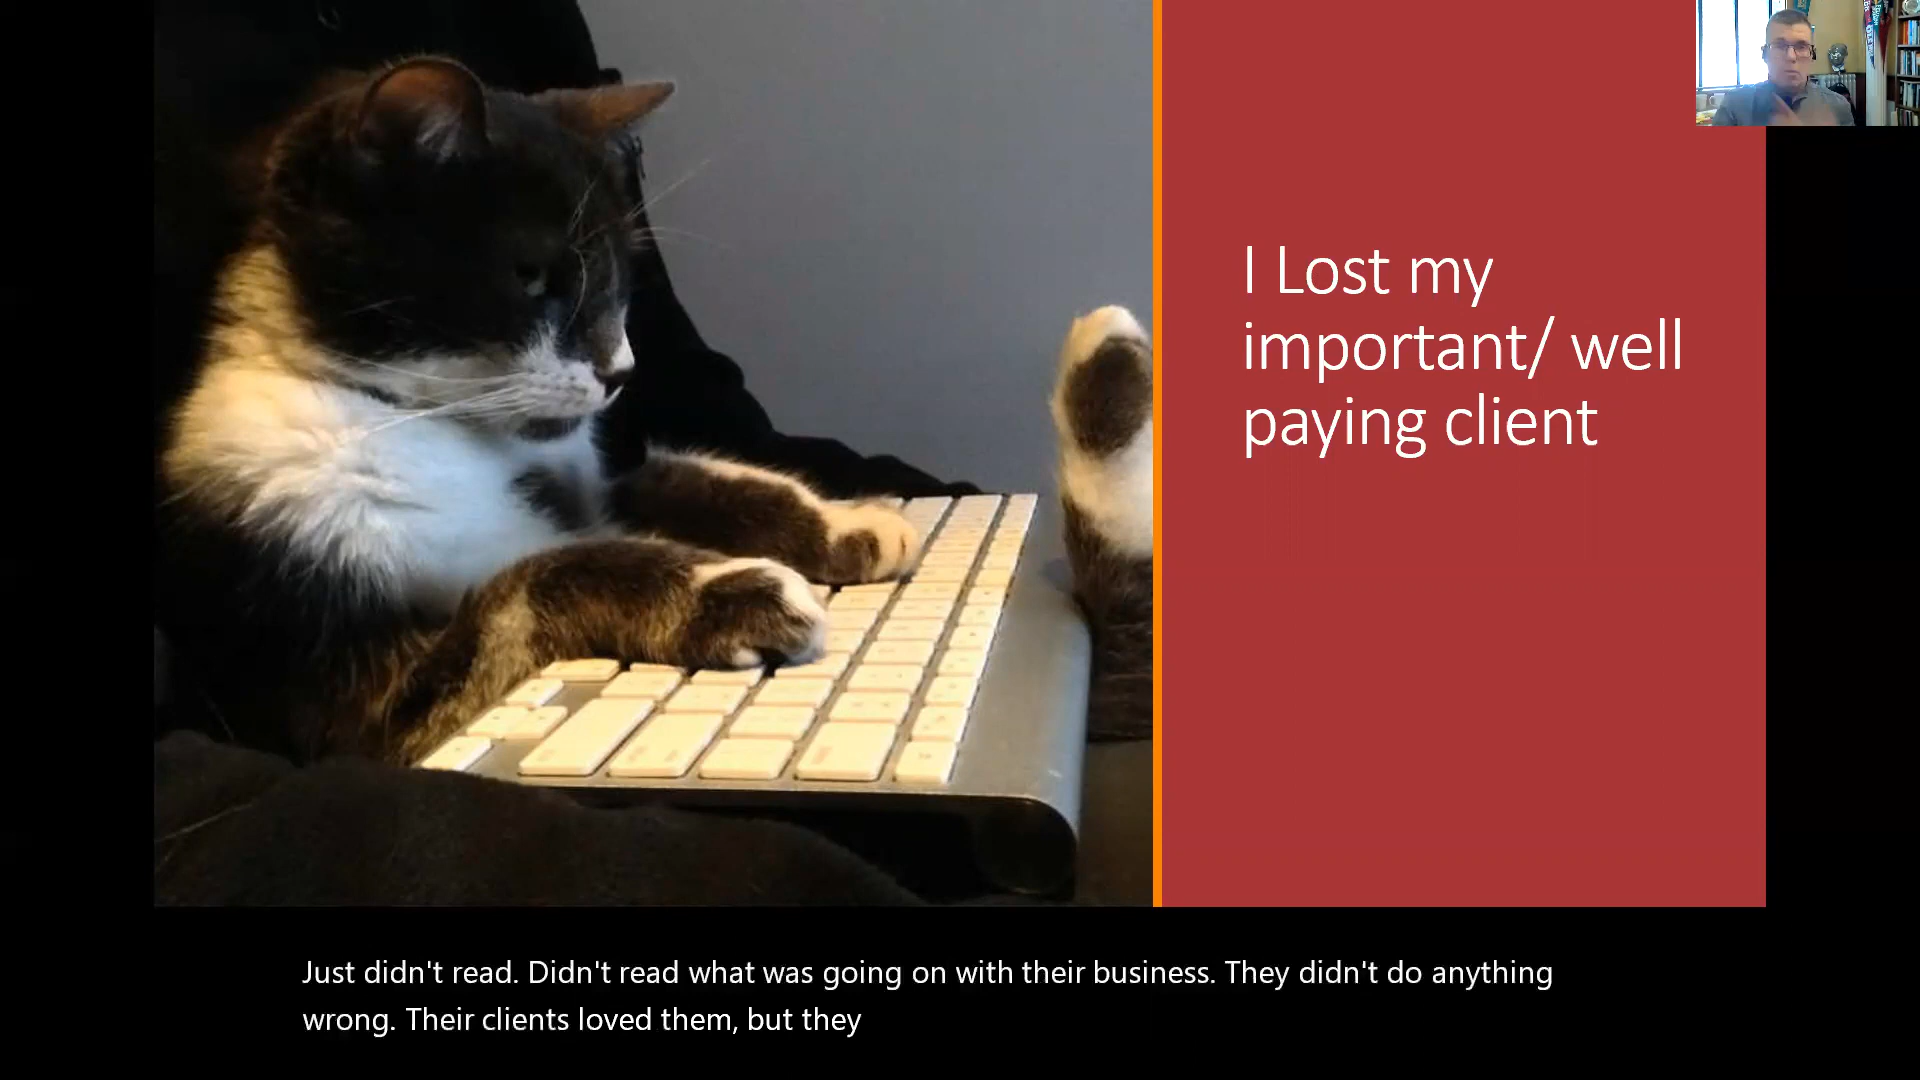 I Lost my
important/ well
paying client
Just didn't read. Didn't read what was going on with their business. They didn't do anything
wrong. Their clients loved them, but they